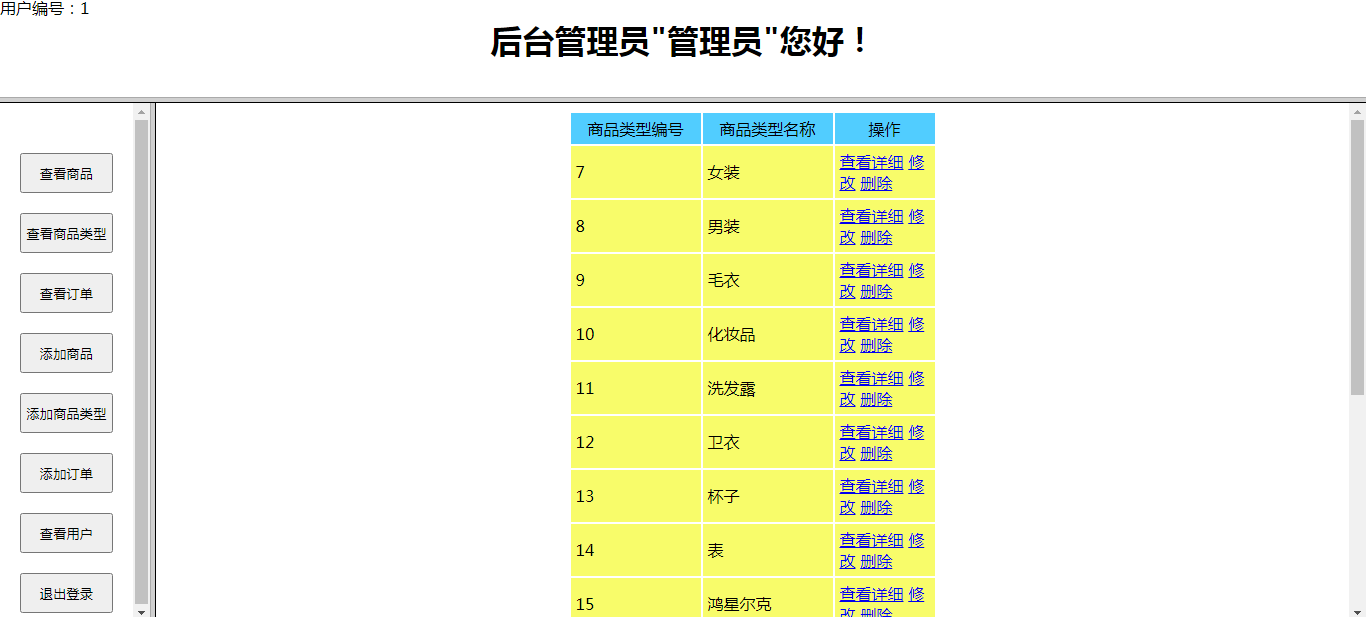 用户编号：1
后台管理员"管理员"您好！
查看商品
查看商品类型
查看订单
添加商品
添加商品类型
添加订单
查看用户
退出登录
商品类型编号 商品类型名称 操作
7 女装 查看详细 修
改 删除
8 男装 查看详细 修
改 删除
9 毛衣 查看详细 修
改 删除
10 化妆品 查看详细 修
改 删除
11 洗发露 查看详细 修
改 删除
12 卫衣 查看详细 修
改 删除
13 杯子 查看详细 修
改 删除
14 表 查看详细 修
改 删除
15 鸿星尔克 查看详细 修
改 删除